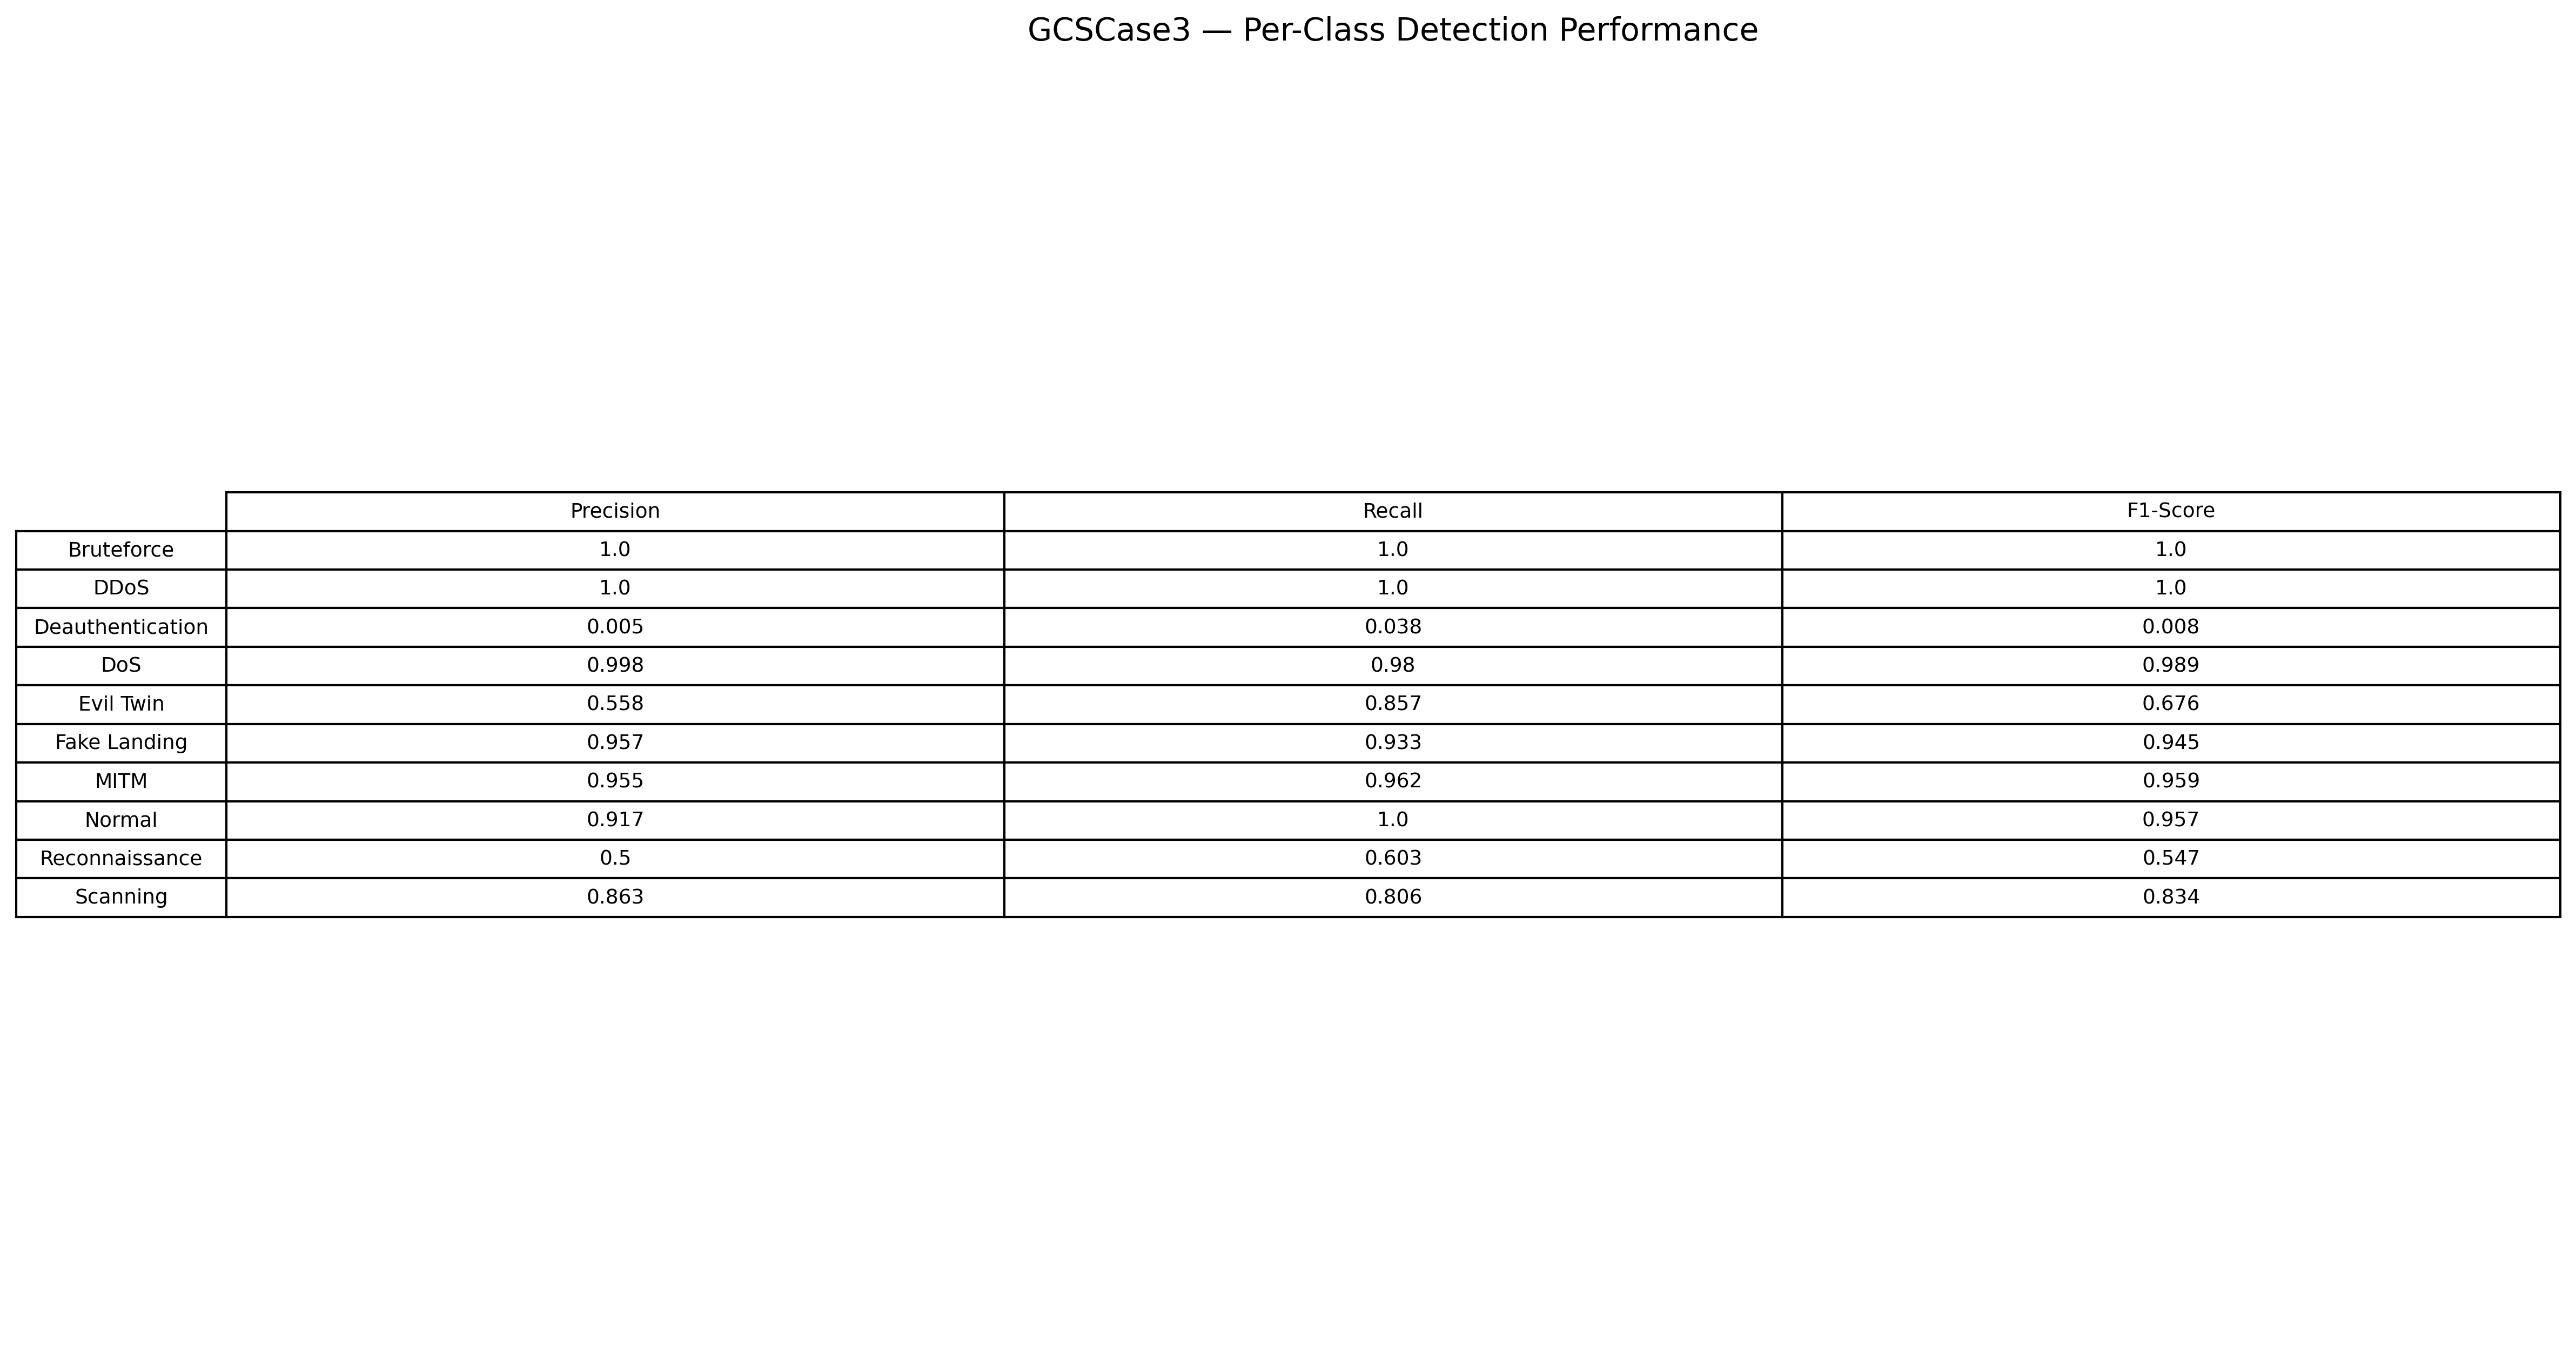 GCSCase3 — Per-Class Detection Performance
Precision Recall F1-Score
Bruteforce 1.0 1.0 1.0
DDoS 1.0 1.0 1.0
Deauthentication 0.005 0.038 0.008
DoS 0.998 0.98 0.989
Evil Twin 0.558 0.857 0.676
Fake Landing 0.957 0.933 0.945
MITM 0.955 0.962 0.959
Normal 0.917 1.0 0.957
Reconnaissance 0.5 0.603 0.547
Scanning 0.863 0.806 0.834